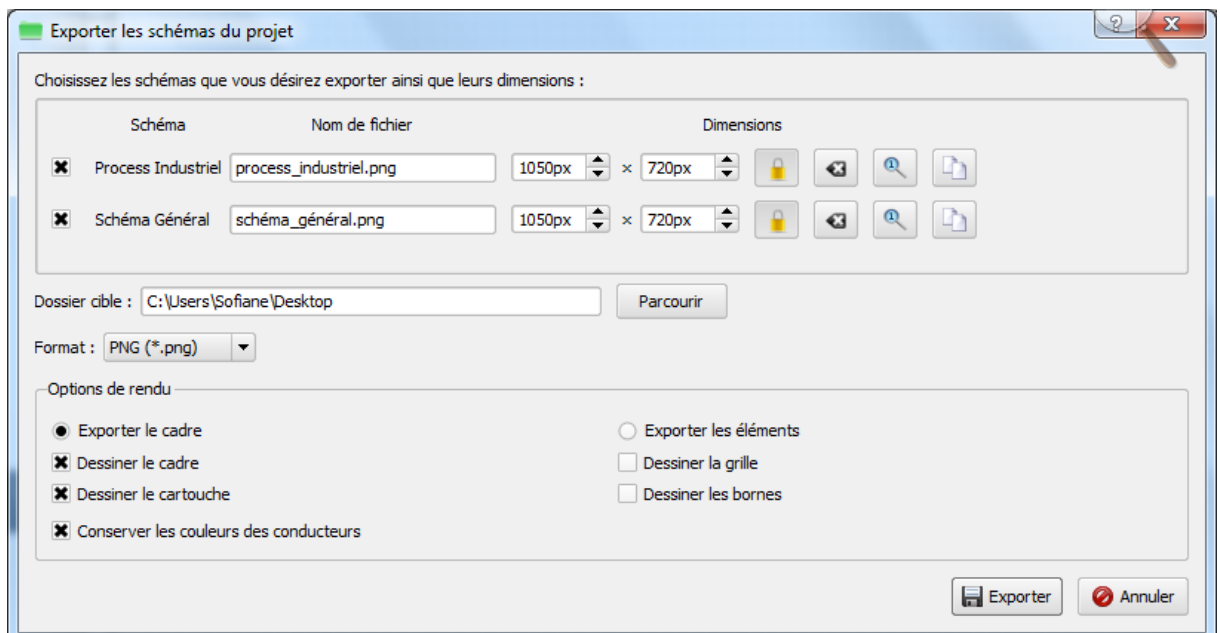 Exporter les schémas du projet
Choisissez les schémas que vous désirez exporter ainsi que leurs dimensions :
Schéma Nom de fichier Dimensions
Process Industriel process_industriel.png 1050px × 720px
Schéma Général schéma_général.png 1050px × 720px
Dossier cible : C:\Users\Sofiane\Desktop Parcourir
Format : PNG (*.png)
Options de rendu
Exporter le cadre Exporter les éléments
Dessiner le cadre Dessiner la grille
Dessiner le cartouche Dessiner les bornes
Conserver les couleurs des conducteurs
Exporter Annuler